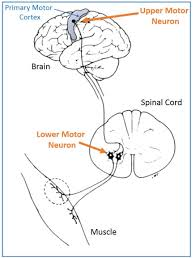 Primary Motor
Cortex
Upper Motor
Neuron
Brain
Spinal Cord
Lower Motor
Neuron
Muscle